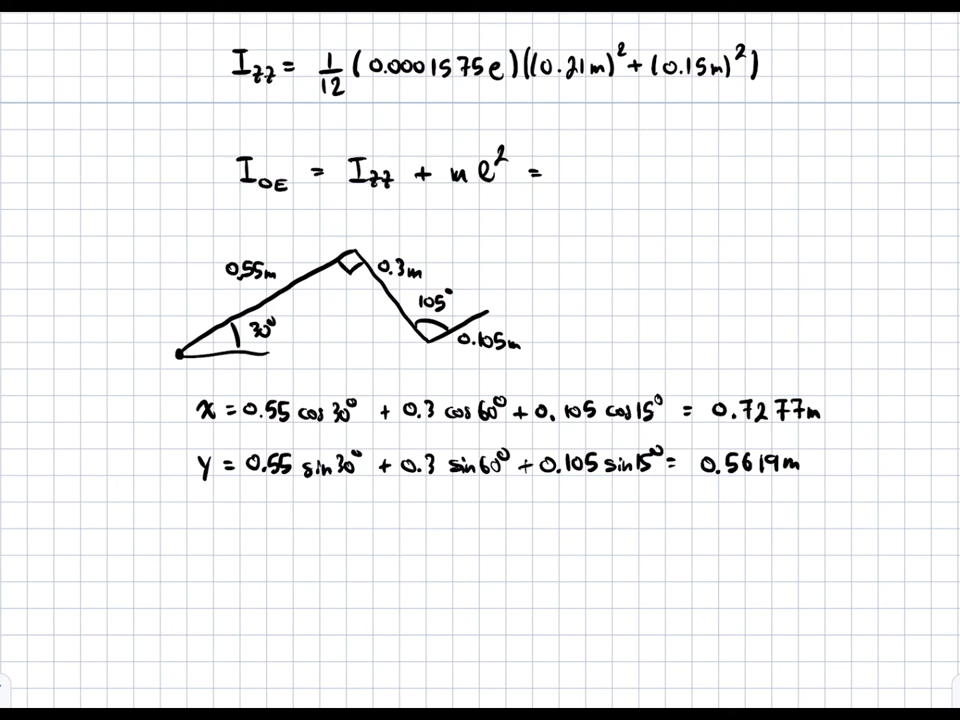 I_zz = 1/12 (0.0001575ρ)((0.21m)² + (0.15m)²)
I_OE = I_zz + m ρ² =
0.55m
0.3m
105°
30°
0.105m
x = 0.55 cos 30° + 0.3 cos 60° + 0.105 cos 15° = 0.7277m
y = 0.55 sin 30° + 0.3 sin 60° + 0.105 sin 15° = 0.5619m